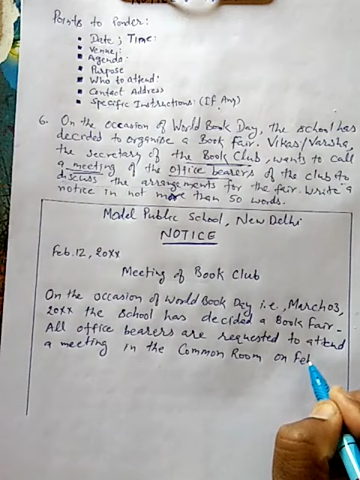 NOTICE
Points to Ponder:
▪ Date; Time:
▪ Venue;
▪ Agenda:
▪ Purpose
▪ Who to attend:
▪ Contact Address
▪ Specific Instructions: (If Any)
6. On the occasion of World Book Day, the school has
decided to organise a Book fair. Vikas/Varsha,
the secretary of the Book Club, wants to call
a meeting of the office bearers of the club to
discuss the arrangements for the fair. Write a
notice in not more than 50 words.
Model Public School, New Delhi
NOTICE
Feb. 12, 20xx
Meeting of Book Club
On the occasion of World Book Day i.e., March 03,
20xx the school has decided a Book Fair.
All office bearers are requested to attend
a meeting in the Common Room on Feb